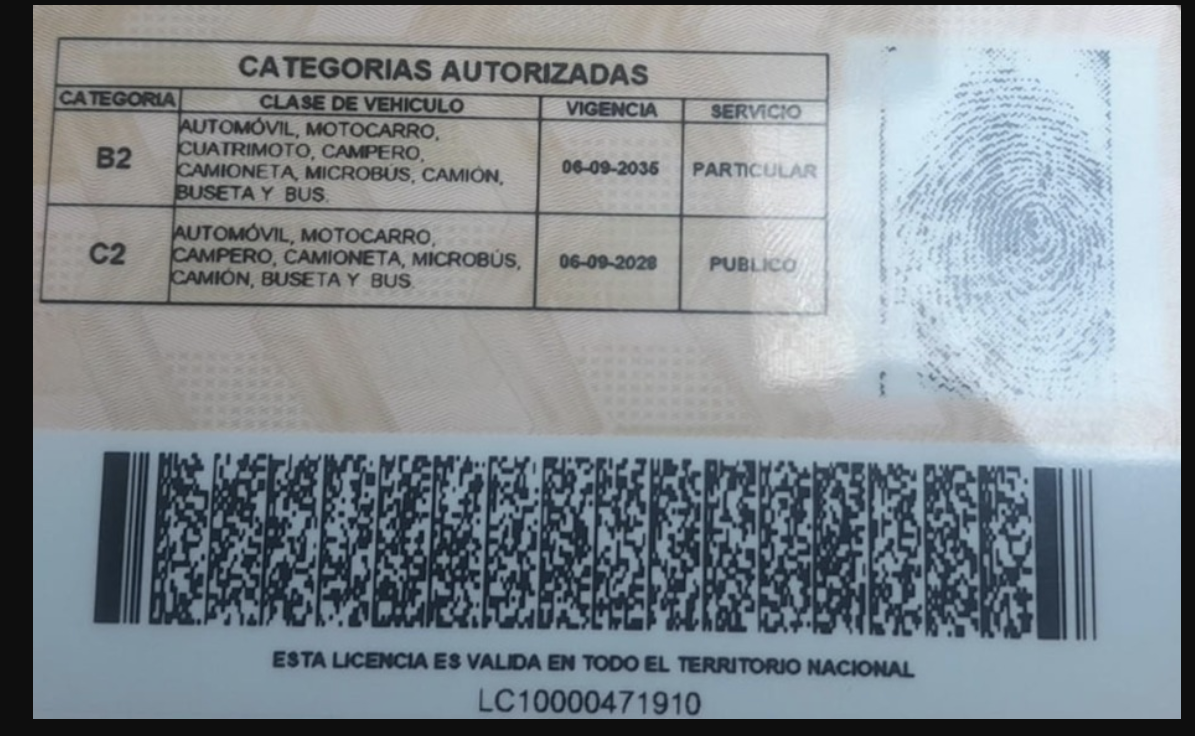 CATEGORIAS AUTORIZADAS
CATEGORIA CLASE DE VEHICULO VIGENCIA SERVICIO
B2
AUTOMÓVIL, MOTOCARRO,
CUATRIMOTO, CAMPERO,
CAMIONETA, MICROBÚS, CAMIÓN,
BUSETA Y BUS.
06-09-2035
PARTICULAR
C2
AUTOMÓVIL, MOTOCARRO,
CAMPERO, CAMIONETA, MICROBÚS,
CAMIÓN, BUSETA Y BUS
06-09-2028
PUBLICO
ESTA LICENCIA ES VALIDA EN TODO EL TERRITORIO NACIONAL
LC10000471910